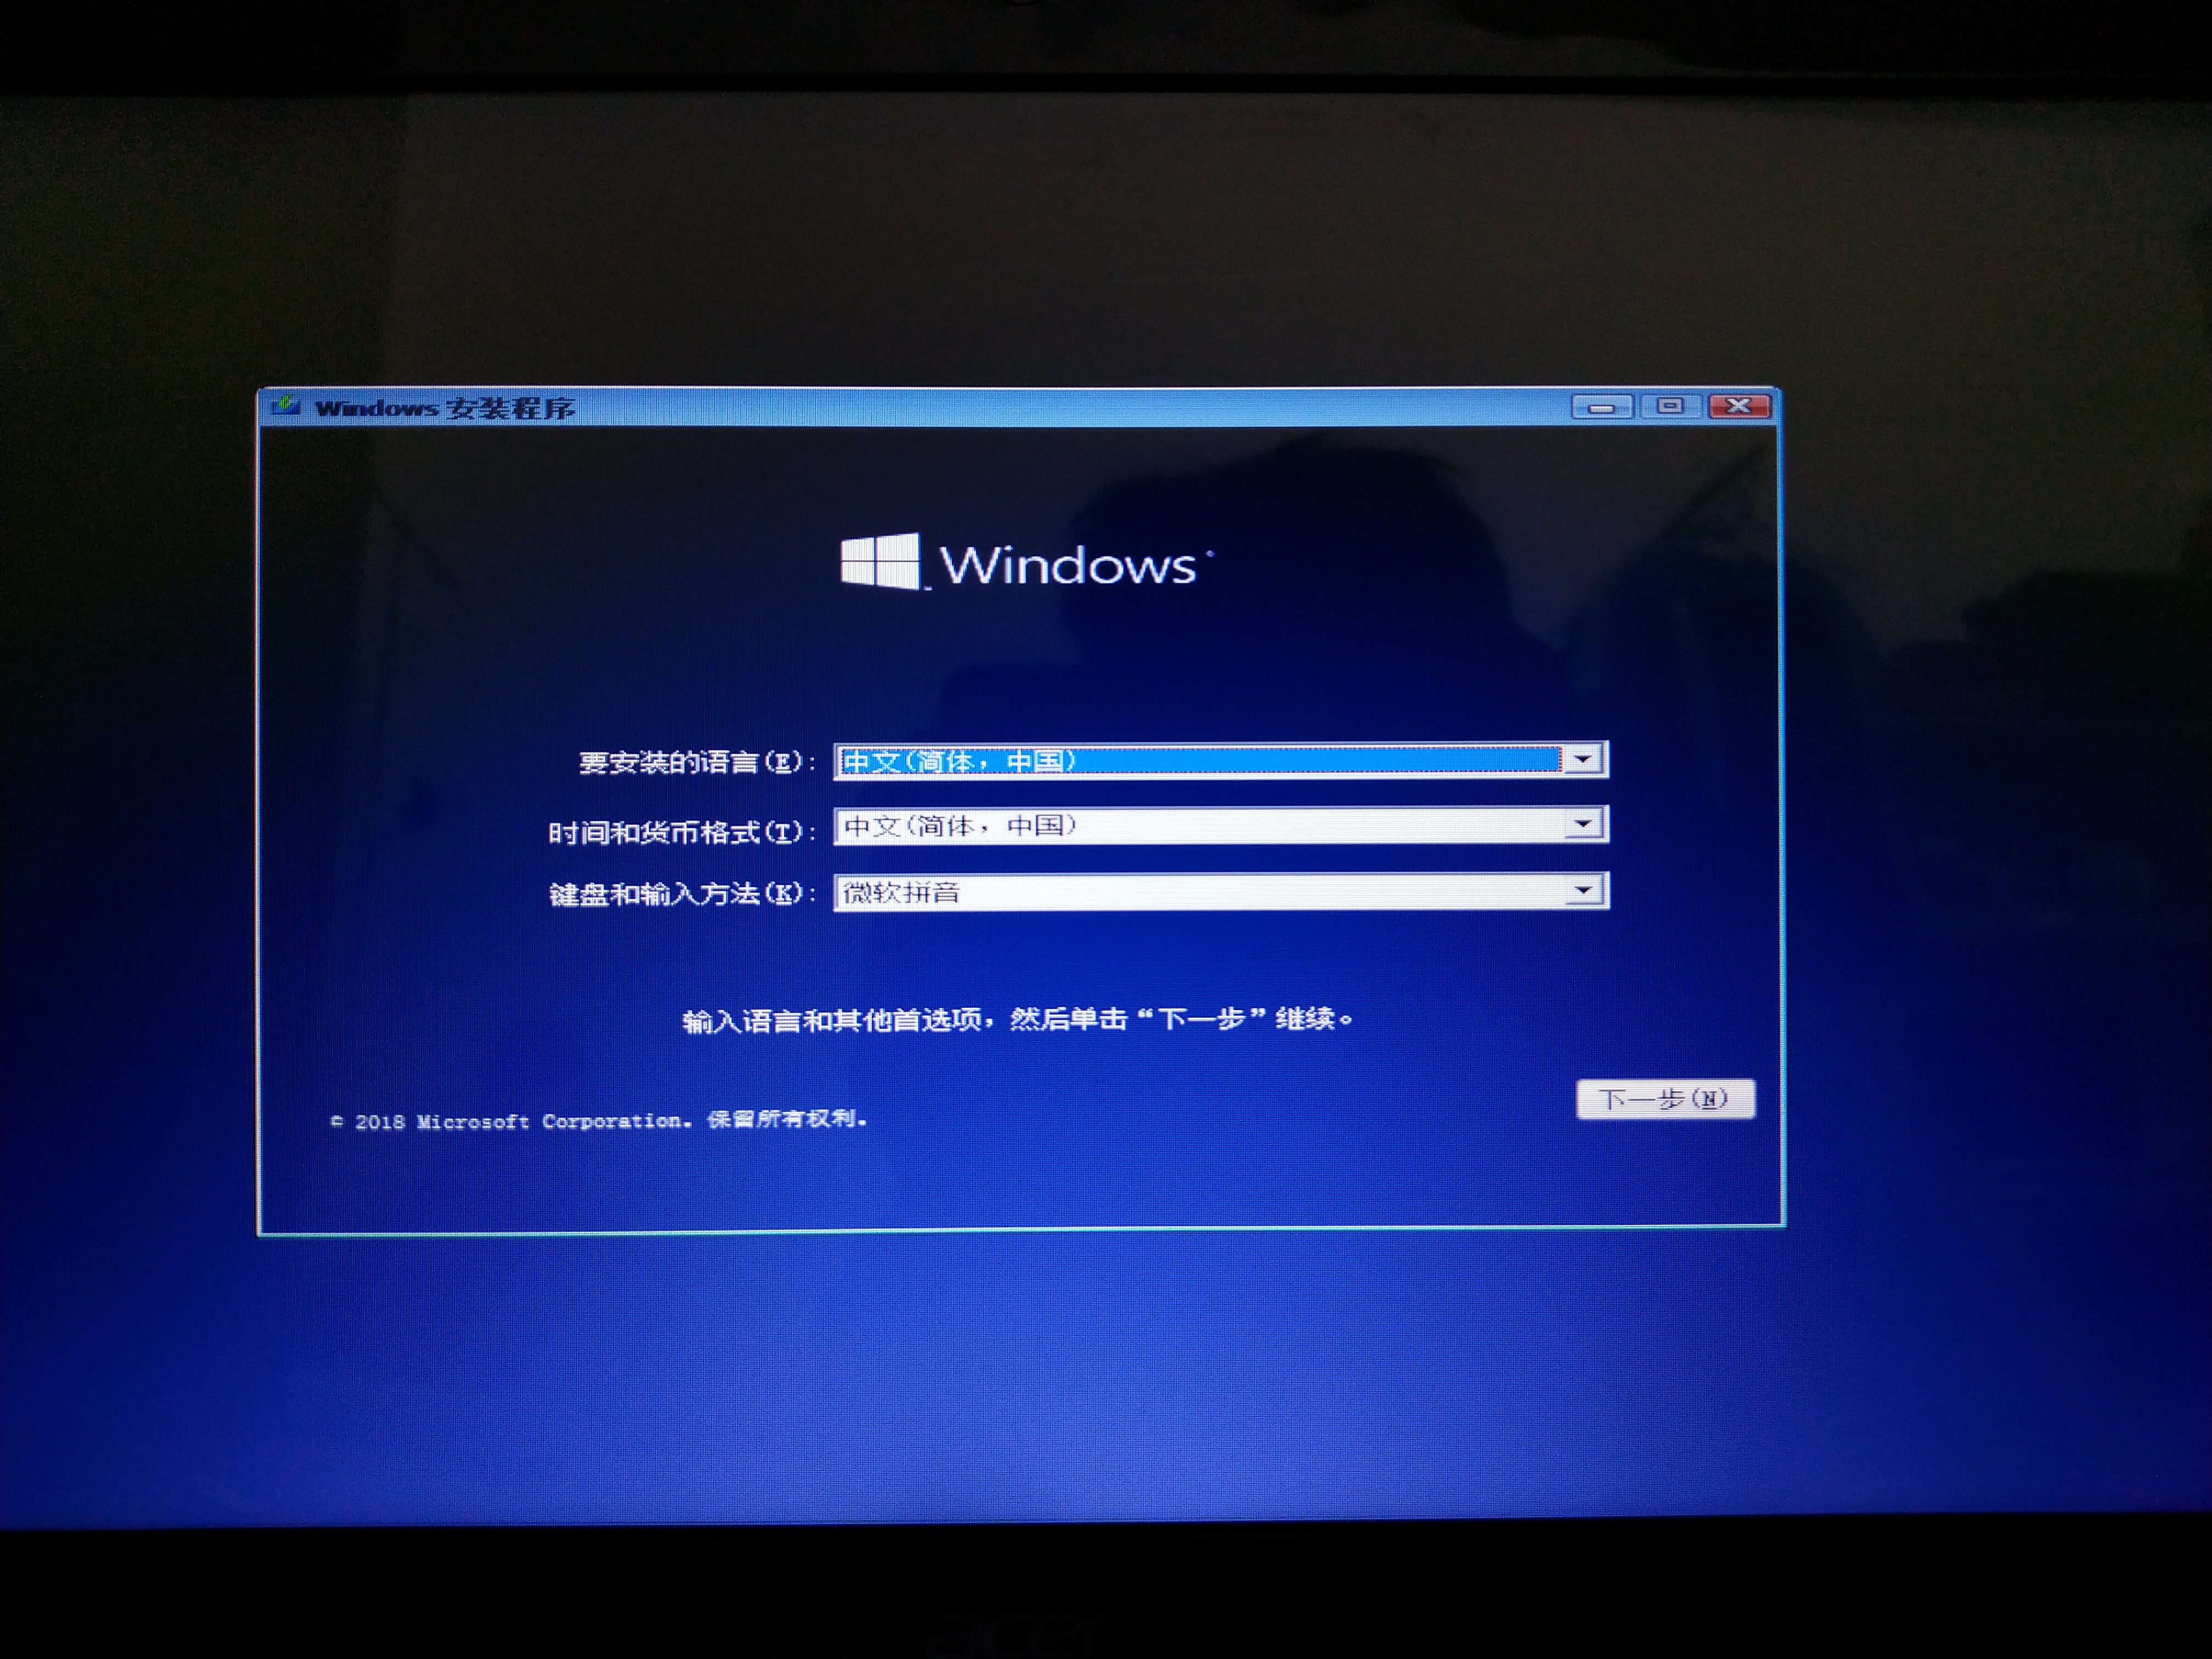 Windows 安装程序
Windows
要安装的语言(E): 中文(简体，中国)
时间和货币格式(T): 中文(简体，中国)
键盘和输入方法(K): 微软拼音
输入语言和其他首选项，然后单击“下一步”继续。
下一步(N)
© 2018 Microsoft Corporation. 保留所有权利。
acer